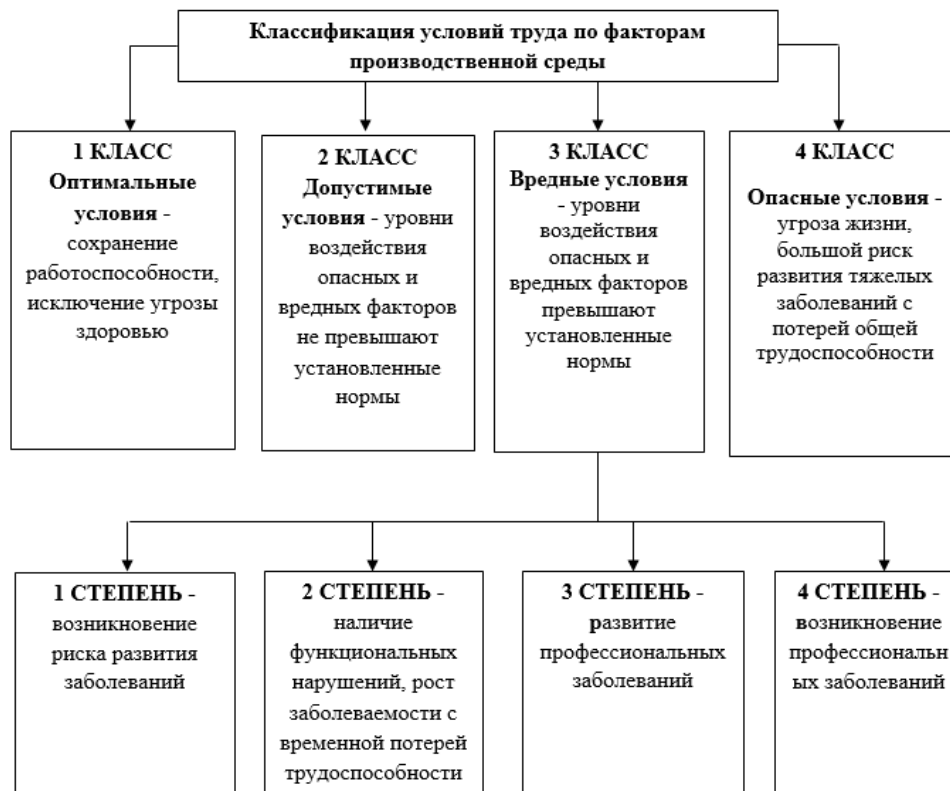 Классификация условий труда по факторам
производственной среды
1 КЛАСС
Оптимальные
условия -
сохранение
работоспособности,
исключение угрозы
здоровью
2 КЛАСС
Допустимые
условия - уровни
воздействия
опасных и
вредных факторов
не превышают
установленные
нормы
3 КЛАСС
Вредные условия
- уровни
воздействия
опасных и
вредных факторов
превышают
установленные
нормы
4 КЛАСС
Опасные условия -
угроза жизни,
большой риск
развития тяжелых
заболеваний с
потерей общей
трудоспособности
1 СТЕПЕНЬ -
возникновение
риска развития
заболеваний
2 СТЕПЕНЬ -
наличие
функциональных
нарушений, рост
заболеваемости с
временной потерей
трудоспособности
3 СТЕПЕНЬ -
развитие
профессиональных
заболеваний
4 СТЕПЕНЬ -
возникновение
профессиональн
ых заболеваний